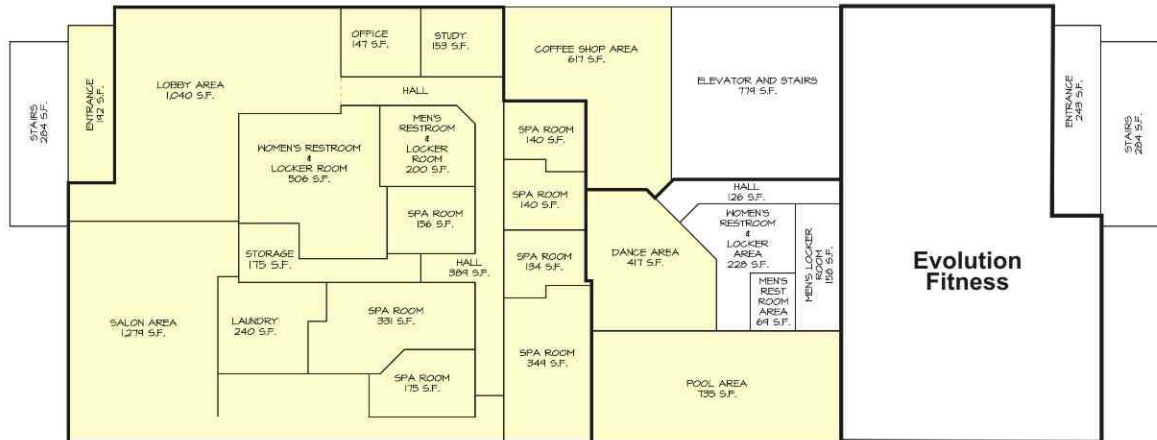 STAIRS
284 S.F.
ENTRANCE
192 S.F.
LOBBY AREA
1,040 S.F.
OFFICE
147 S.F.
STUDY
153 S.F.
HALL
COFFEE SHOP AREA
617 S.F.
ELEVATOR AND STAIRS
779 S.F.
ENTRANCE
243 S.F.
STAIRS
284 S.F.
WOMEN'S RESTROOM
&
LOCKER ROOM
506 S.F.
MEN'S
RESTROOM
&
LOCKER
ROOM
200 S.F.
SPA ROOM
140 S.F.
SPA ROOM
156 S.F.
SPA ROOM
140 S.F.
HALL
126 S.F.
WOMEN'S
RESTROOM
&
LOCKER
AREA
228 S.F.
MEN'S LOCKER
ROOM
158 S.F.
STORAGE
175 S.F.
HALL
389 S.F.
SPA ROOM
134 S.F.
DANCE AREA
417 S.F.
MEN'S
REST
ROOM
AREA
69 S.F.
Evolution
Fitness
SALON AREA
1,279 S.F.
LAUNDRY
240 S.F.
SPA ROOM
331 S.F.
SPA ROOM
349 S.F.
SPA ROOM
175 S.F.
POOL AREA
735 S.F.